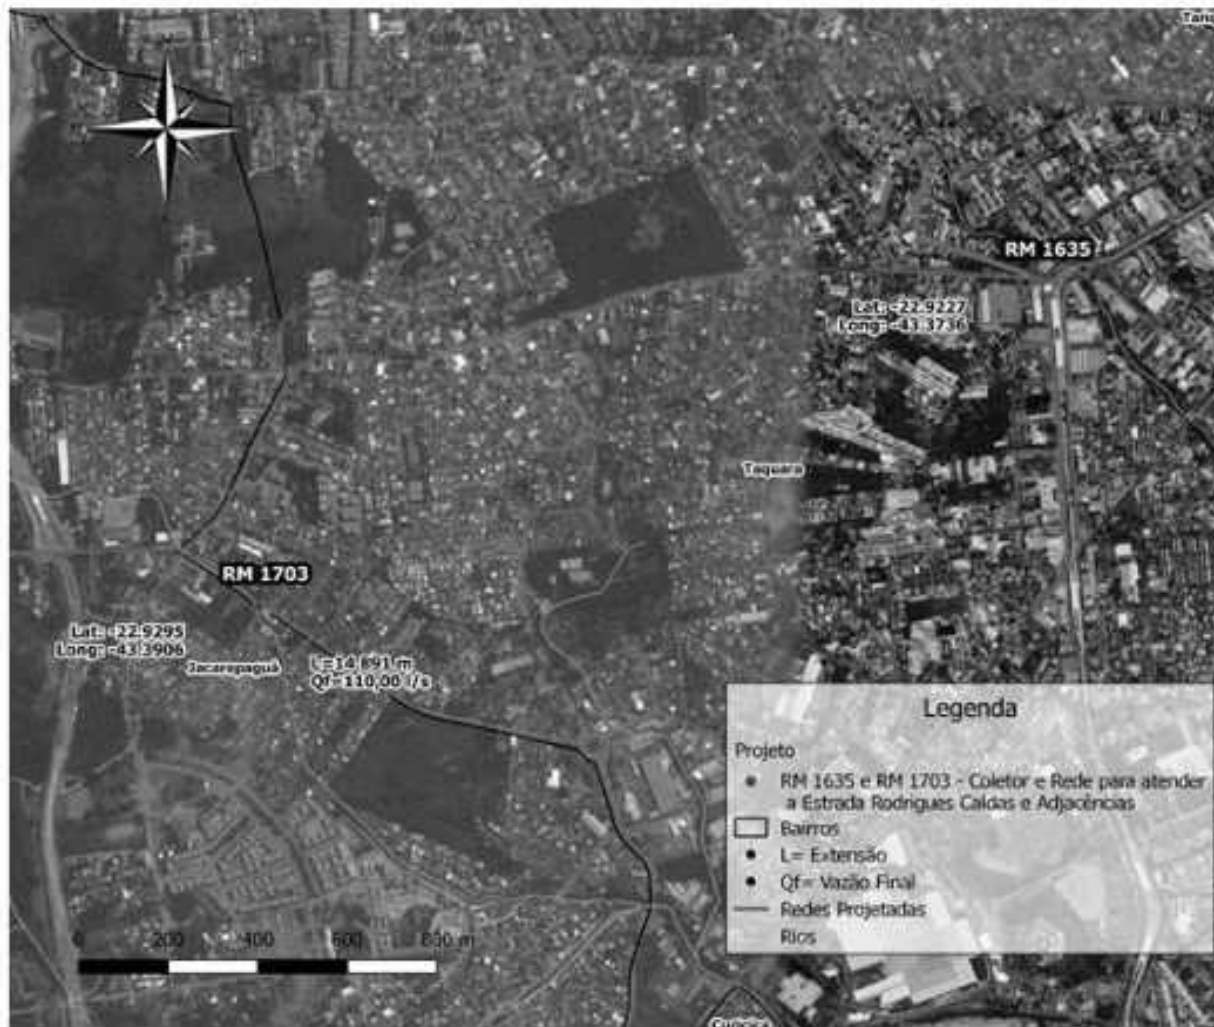 RM 1635
Lat: -22.9227
Long: -43.3736
Taquara
RM 1703
Lat: -22.9295
Long: -43.3906
Jacarepaguá
L=14 891 m
Qf=110,00 l/s
Legenda
Projeto
RM 1635 e RM 1703 - Coletor e Rede para atender
a Estrada Rodrigues Caldas e Adjacências
Bairros
L= Extensão
Qf= Vazão Final
Redes Projetadas
Rios
0 200 400 600 800 m